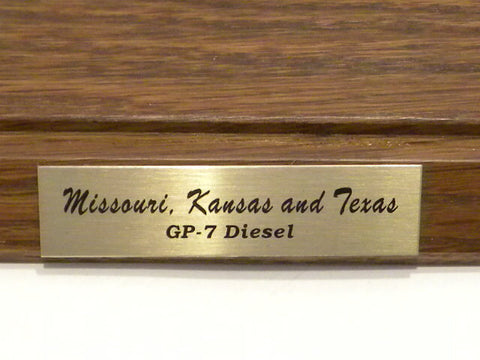 Missouri, Kansas and Texas
GP-7 Diesel